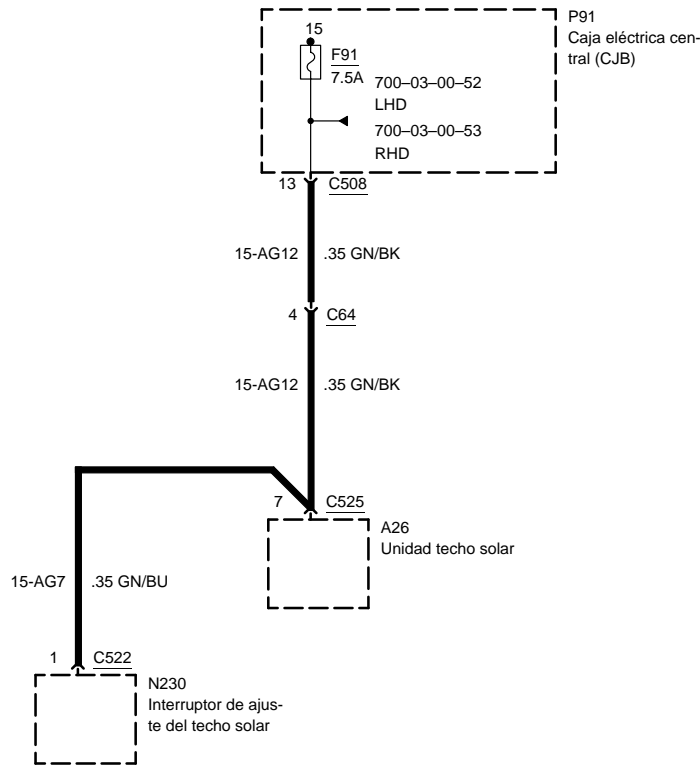 P91
Caja eléctrica cen-
tral (CJB)
15
F91
7.5A
700–03–00–52
LHD
700–03–00–53
RHD
13 C508
15-AG12 .35 GN/BK
4 C64
15-AG12 .35 GN/BK
7 C525
A26
Unidad techo solar
15-AG7 .35 GN/BU
1 C522
N230
Interruptor de ajus-
te del techo solar